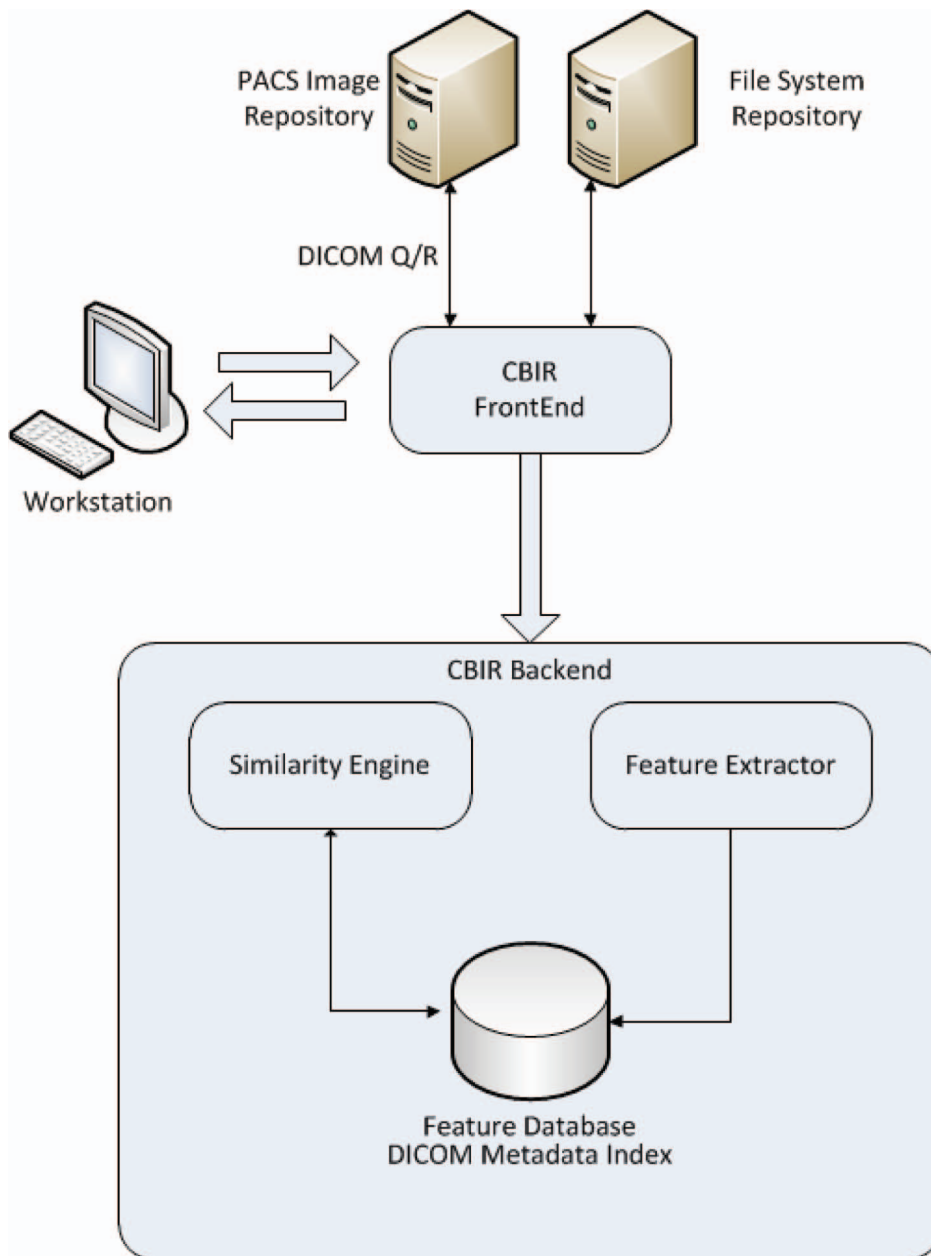 PACS Image
Repository
File System
Repository
DICOM Q/R
CBIR
FrontEnd
Workstation
CBIR Backend
Similarity Engine
Feature Extractor
Feature Database
DICOM Metadata Index